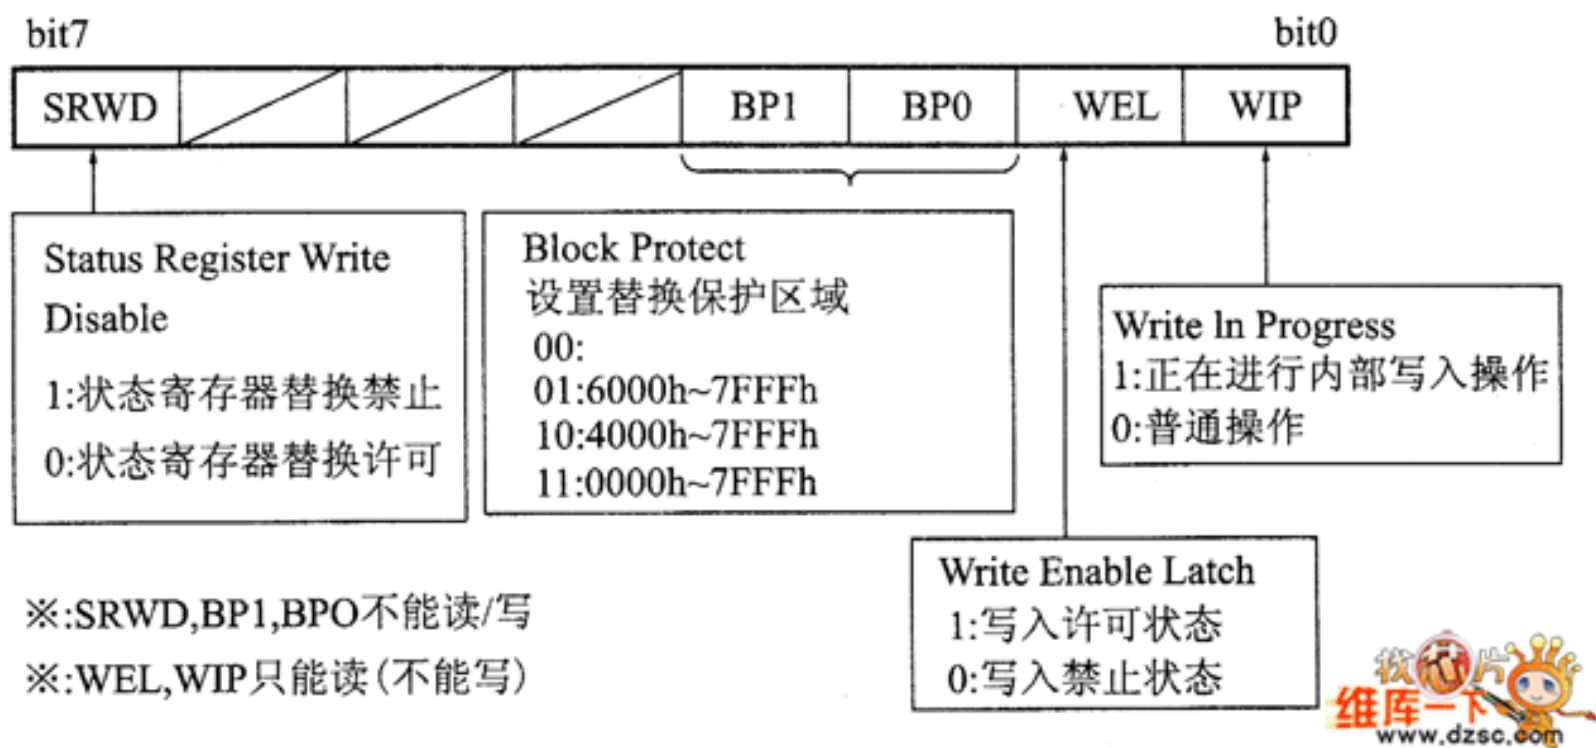 bit7
bit0
SRWD
BP1
BP0
WEL
WIP
Status Register Write
Disable
1:状态寄存器替换禁止
0:状态寄存器替换许可
Block Protect
设置替换保护区域
00:
01:6000h~7FFFh
10:4000h~7FFFh
11:0000h~7FFFh
Write In Progress
1:正在进行内部写入操作
0:普通操作
Write Enable Latch
1:写入许可状态
0:写入禁止状态
※:SRWD,BP1,BPO不能读/写
※:WEL,WIP只能读(不能写)
找芯片
维库一下
www.dzsc.com